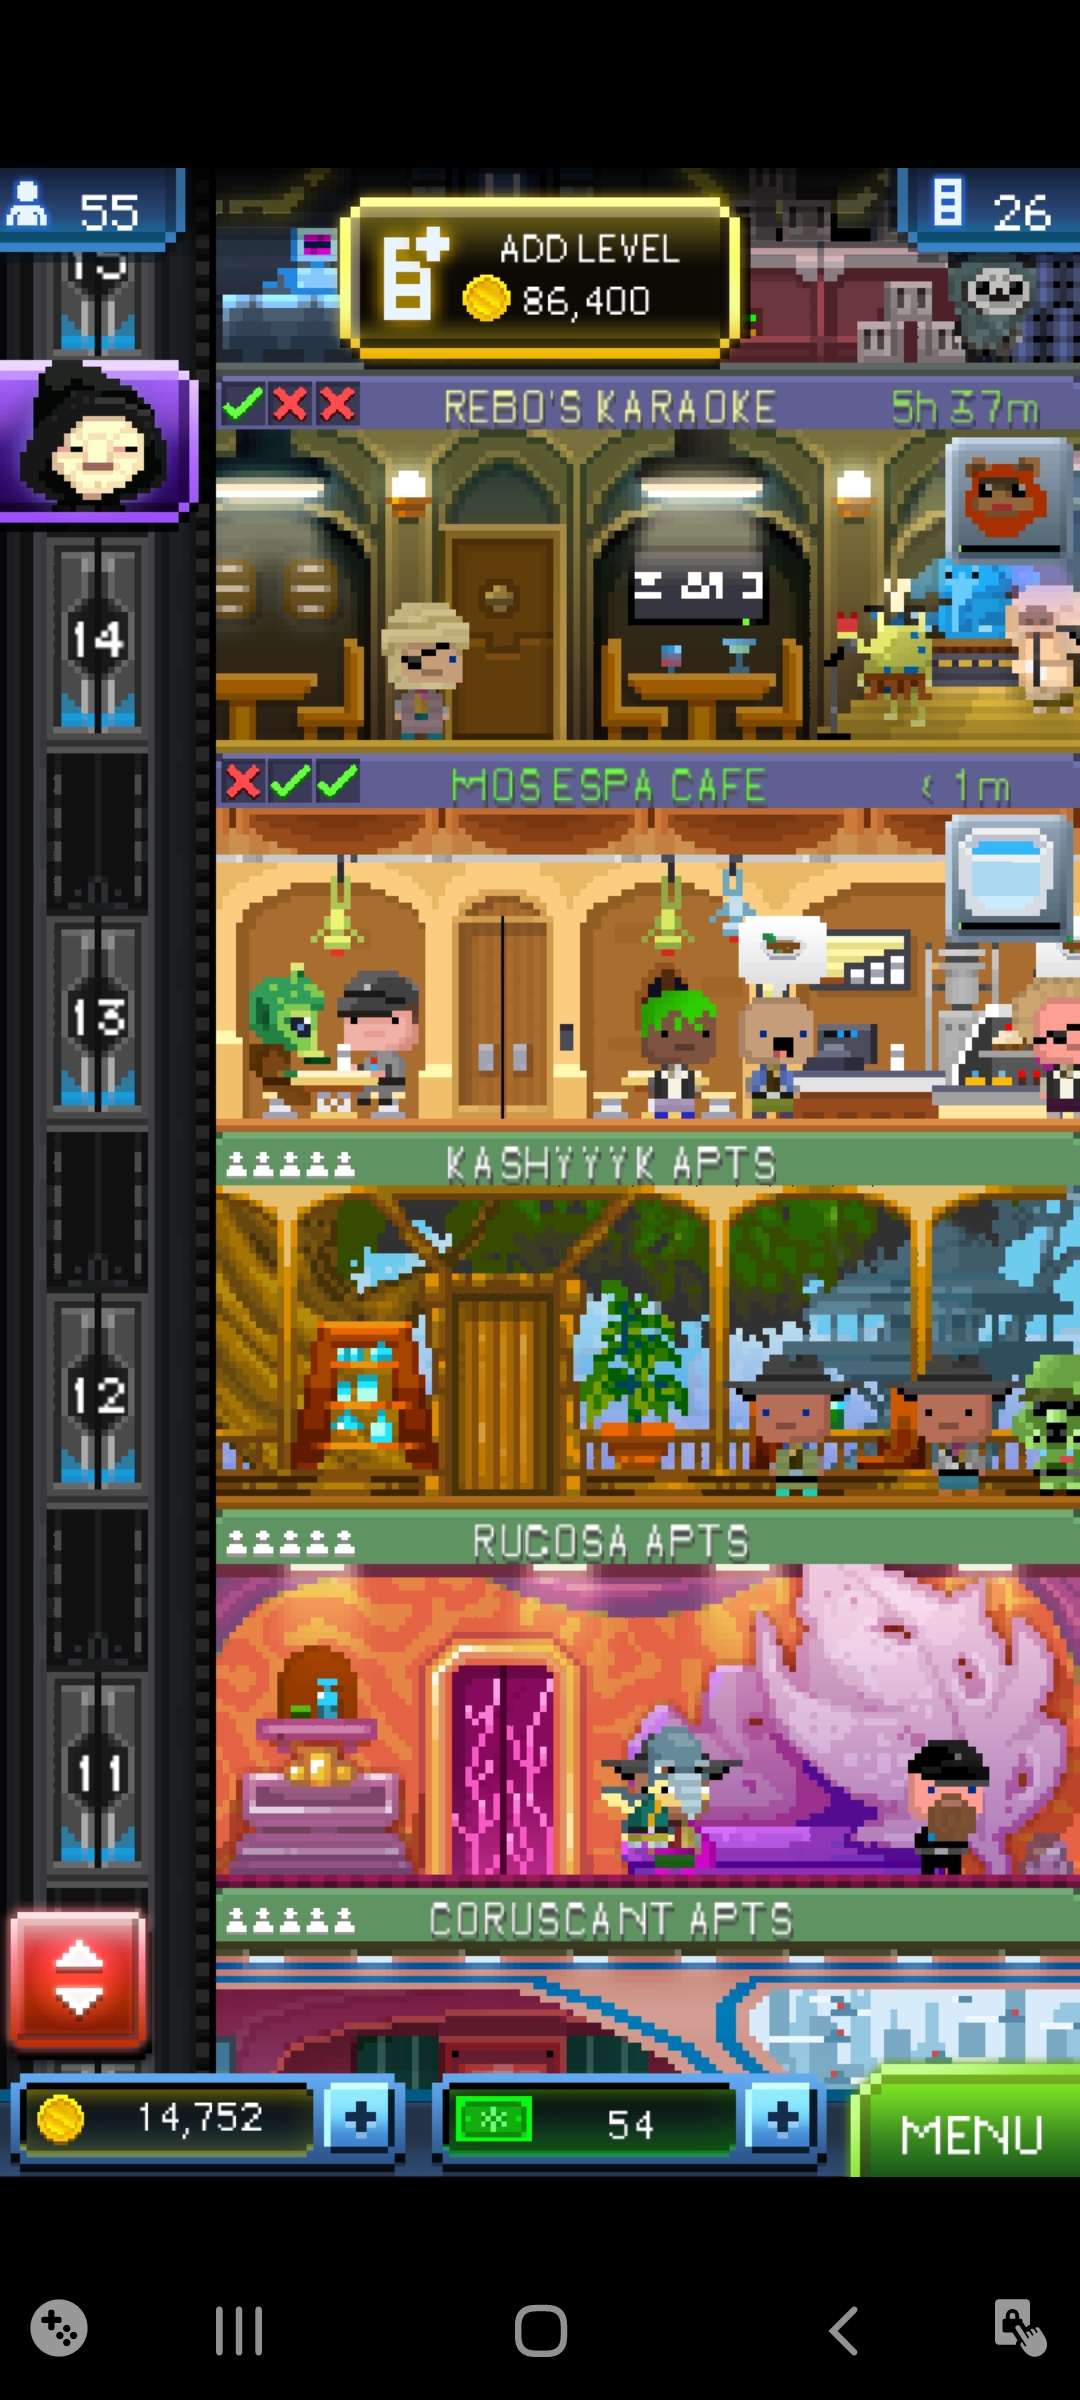 55
ADD LEVEL
86,400
26
15
REBO'S KARAOKE
5h 37m
14
MOS ESPA CAFE
< 1m
13
KASHYYYK APTS
12
RUGOSA APTS
11
CORUSCANT APTS
14,752
54
MENU